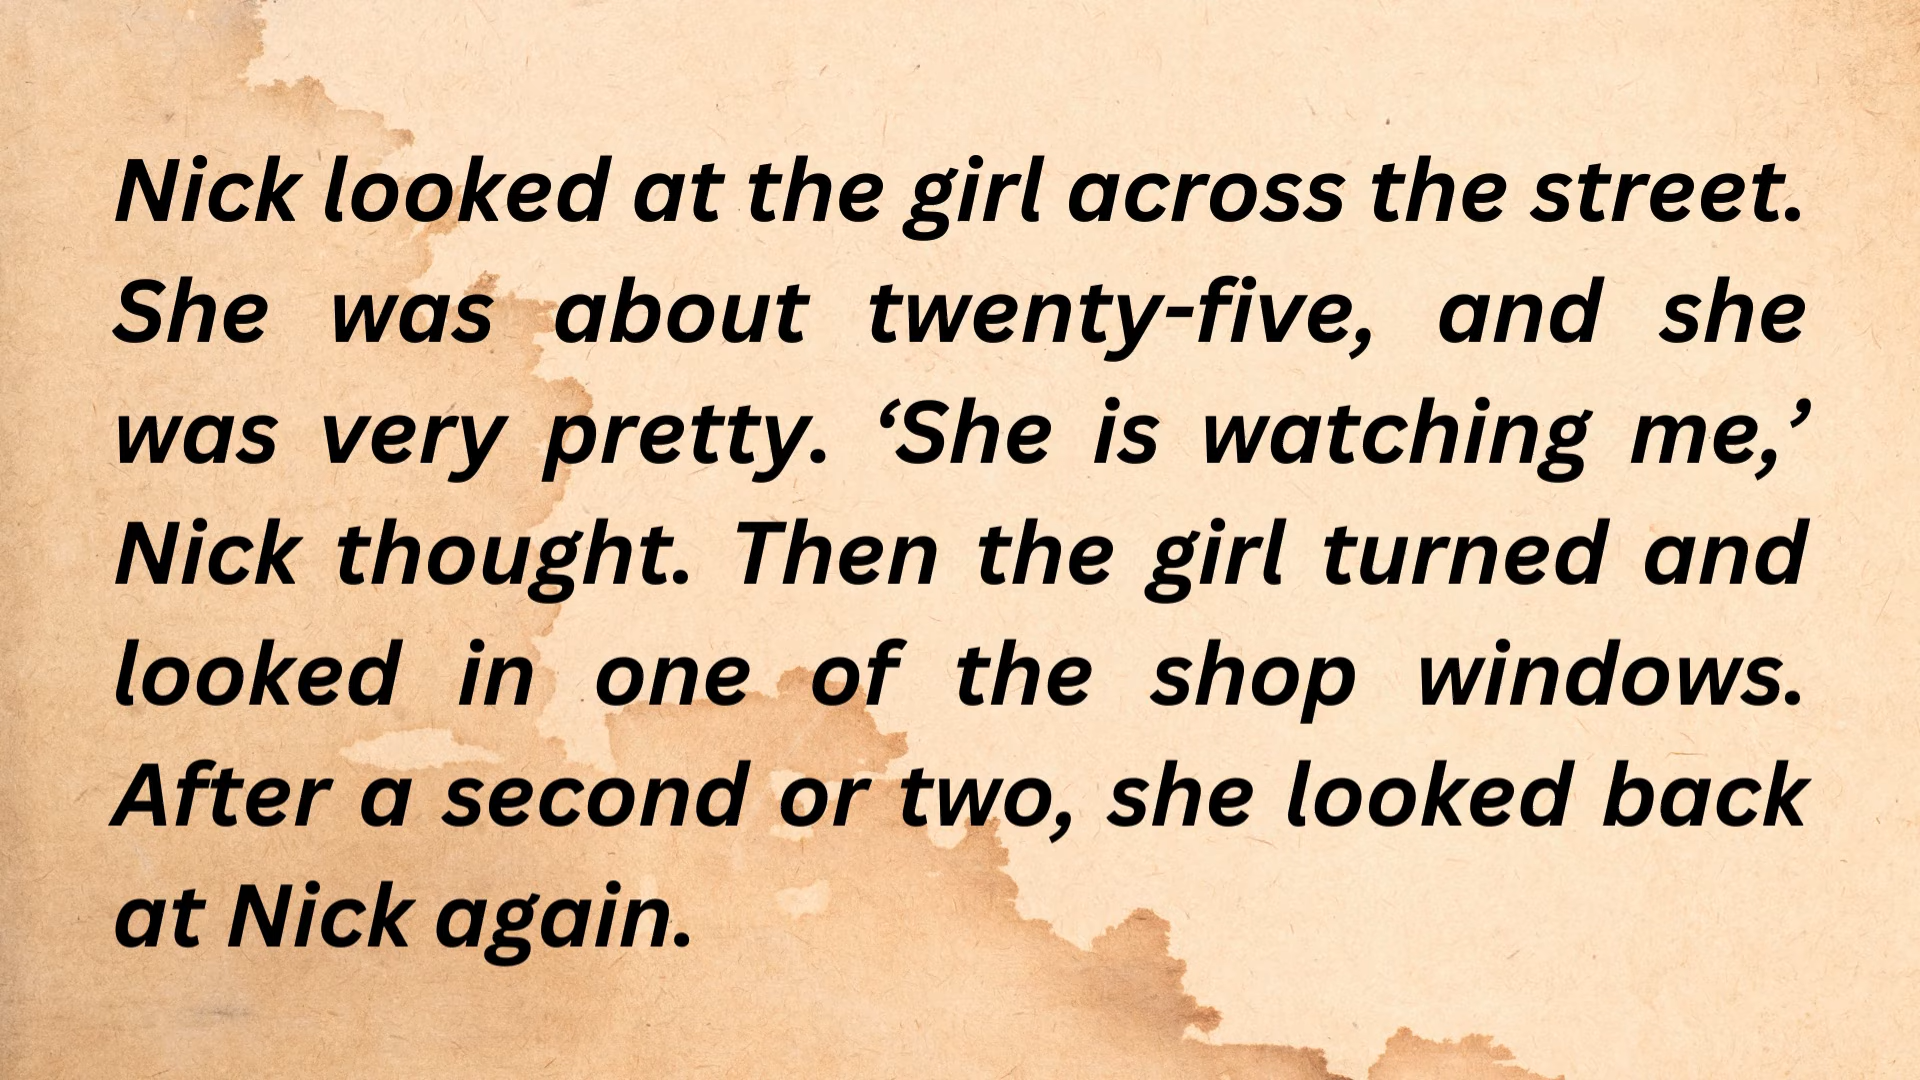 Nick looked at the girl across the street.
She was about twenty-five, and she
was very pretty. ‘She is watching me,’
Nick thought. Then the girl turned and
looked in one of the shop windows.
After a second or two, she looked back
at Nick again.